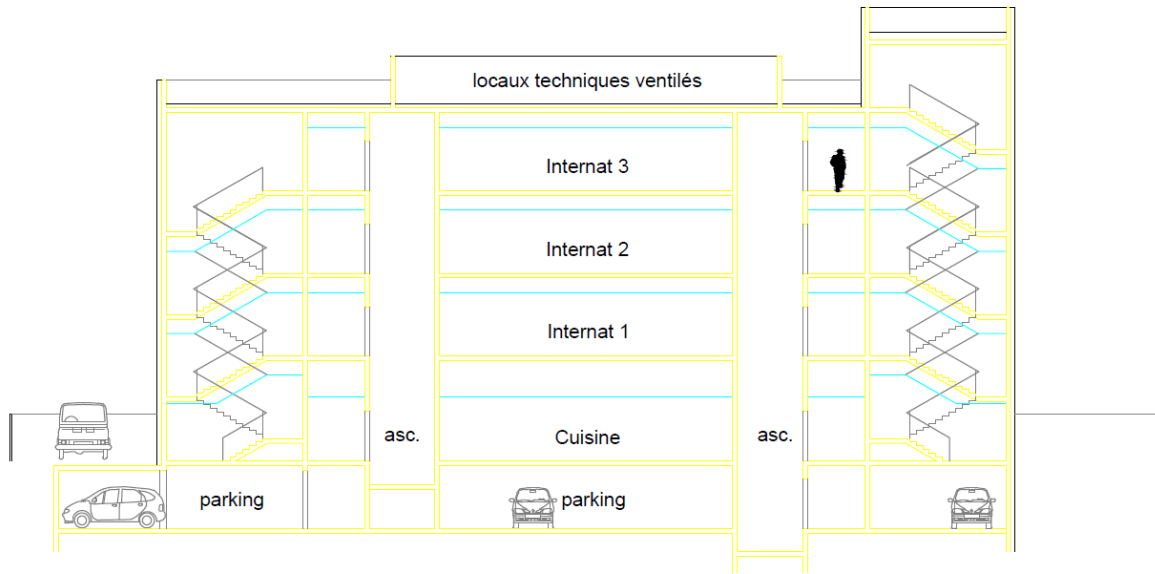 locaux techniques ventilés
Internat 3
Internat 2
Internat 1
asc.
Cuisine
asc.
parking
parking